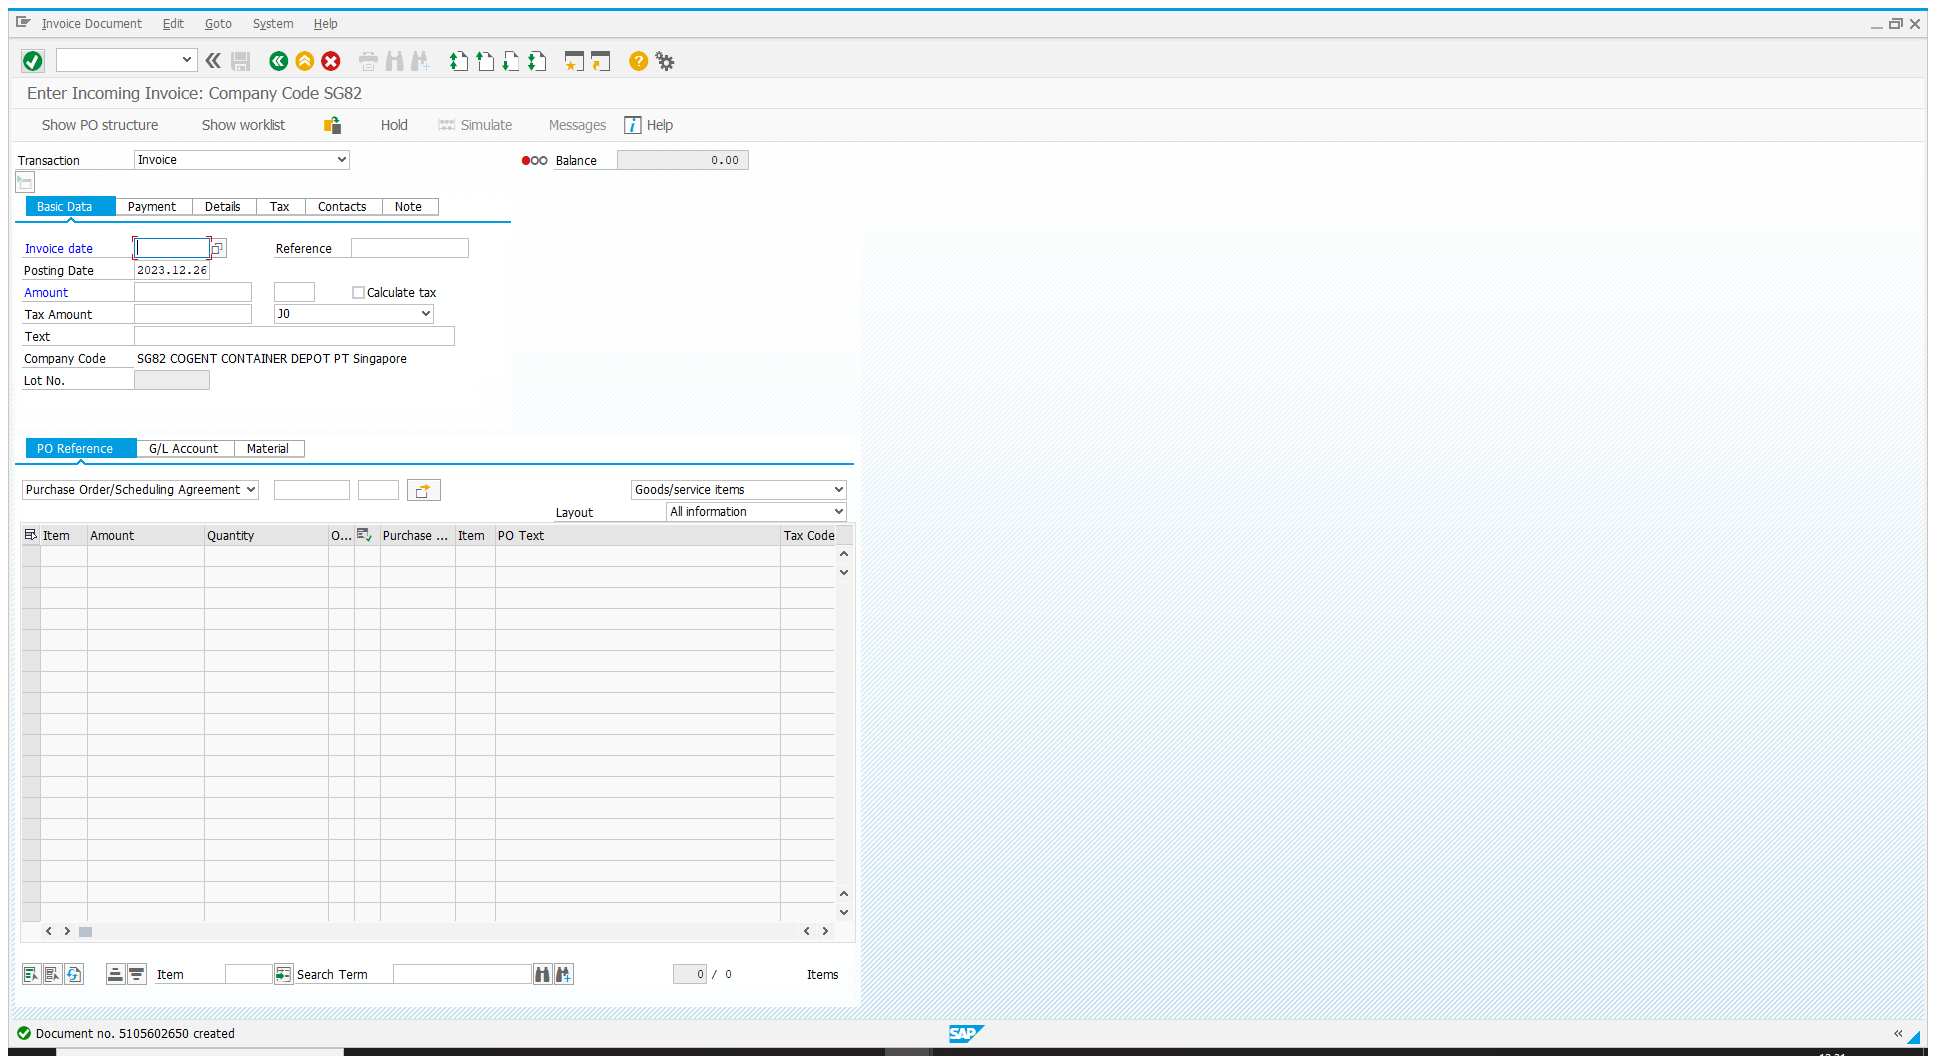 Invoice Document Edit Goto System Help
Enter Incoming Invoice: Company Code SG82
Show PO structure Show worklist Hold Simulate Messages Help
Transaction Invoice Balance 0.00
Basic Data Payment Details Tax Contacts Note
Invoice date Reference
Posting Date 2023.12.26
Amount Calculate tax
Tax Amount J0
Text
Company Code SG82 COGENT CONTAINER DEPOT PT Singapore
Lot No.
PO Reference G/L Account Material
Purchase Order/Scheduling Agreement Goods/service items
Layout All information
Item Amount Quantity O... Purchase ... Item PO Text Tax Code
Item Search Term 0 / 0 Items
Document no. 5105602650 created SAP